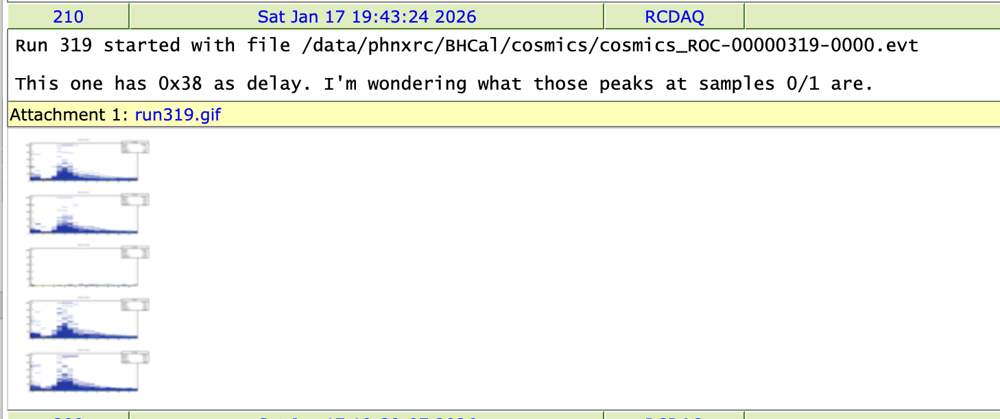 210 Sat Jan 17 19:43:24 2026 RCDAQ
Run 319 started with file /data/phnxrc/BHCal/cosmics/cosmics_ROC-00000319-0000.evt
This one has 0x38 as delay. I'm wondering what those peaks at samples 0/1 are.
Attachment 1: run319.gif